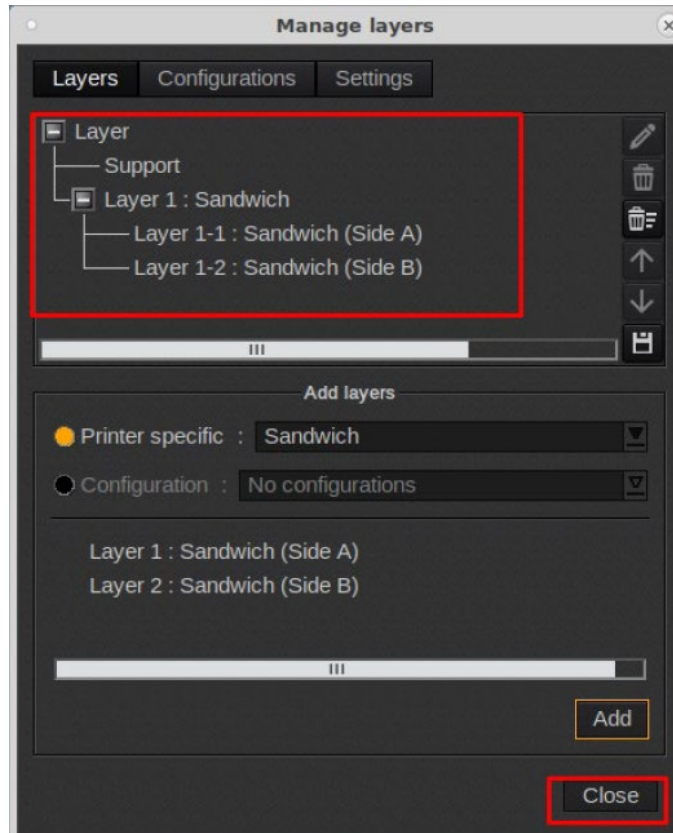 Manage layers
Layers Configurations Settings
Layer
Support
Layer 1 : Sandwich
Layer 1-1 : Sandwich (Side A)
Layer 1-2 : Sandwich (Side B)
Add layers
Printer specific : Sandwich
Configuration : No configurations
Layer 1 : Sandwich (Side A)
Layer 2 : Sandwich (Side B)
Add
Close